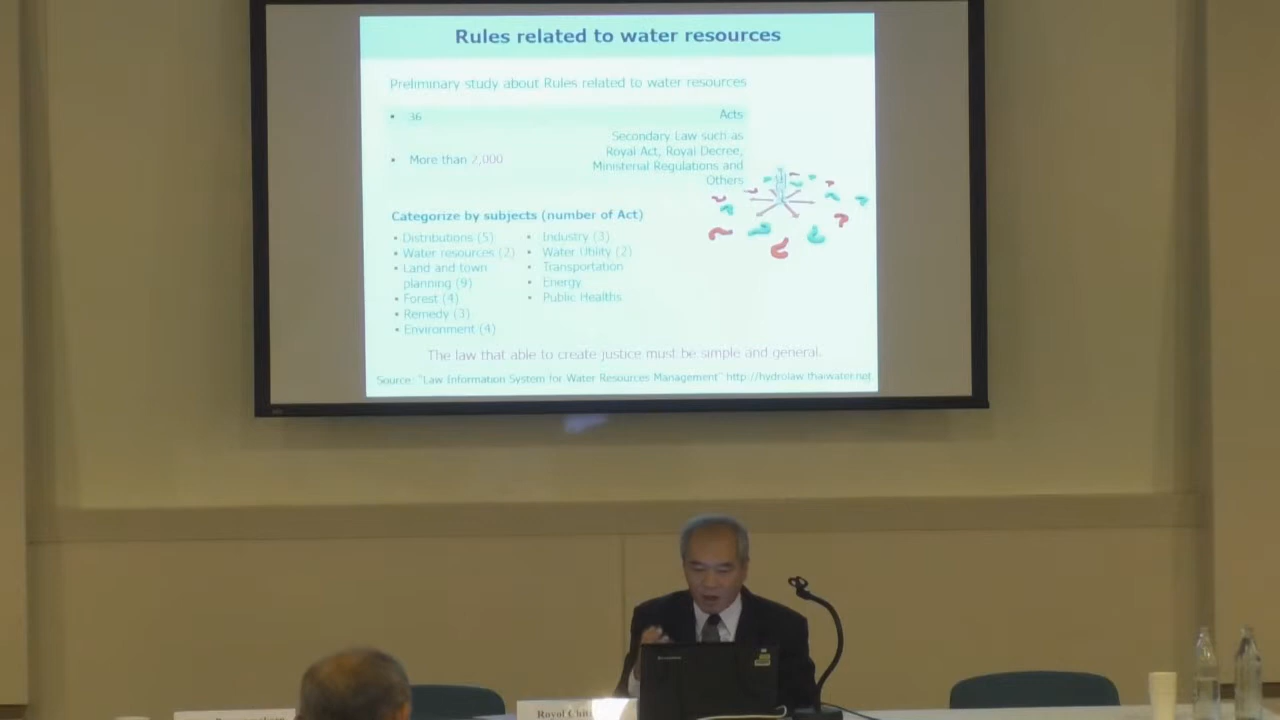 Rules related to water resources
Preliminary study about Rules related to water resources
• 36 Acts
• More than 2,000 Secondary Law such as
Royal Act, Royal Decree,
Ministerial Regulations and
Others
Categorize by subjects (number of Act)
• Distributions (5)
• Water resources (2)
• Land and town
planning (9)
• Forest (4)
• Remedy (3)
• Environment (4)
• Industry (3)
• Water Utility (2)
• Transportation
• Energy
• Public Healths
The law that able to create justice must be simple and general.
Source: "Law Information System for Water Resources Management" http://hydrolaw.thaiwater.net
Royol